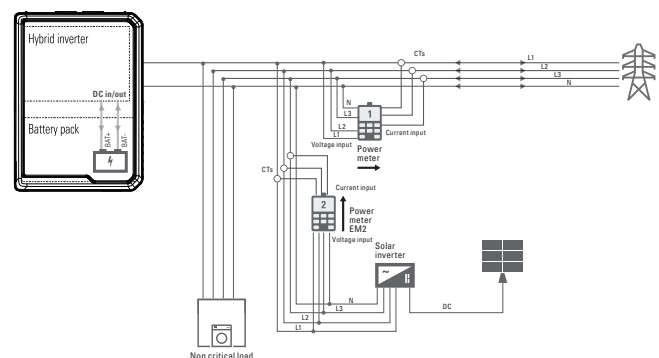 Hybrid inverter
DC in/out
BAT+
BAT-
Battery pack
CTs
L1
L2
L3
N
N
L3
L2
L1
1
Voltage input
Current input
Power
meter
CTs
Current input
2
Power
meter
EM2
Voltage input
Solar
inverter
N
L3
L2
L1
DC
Non critical load